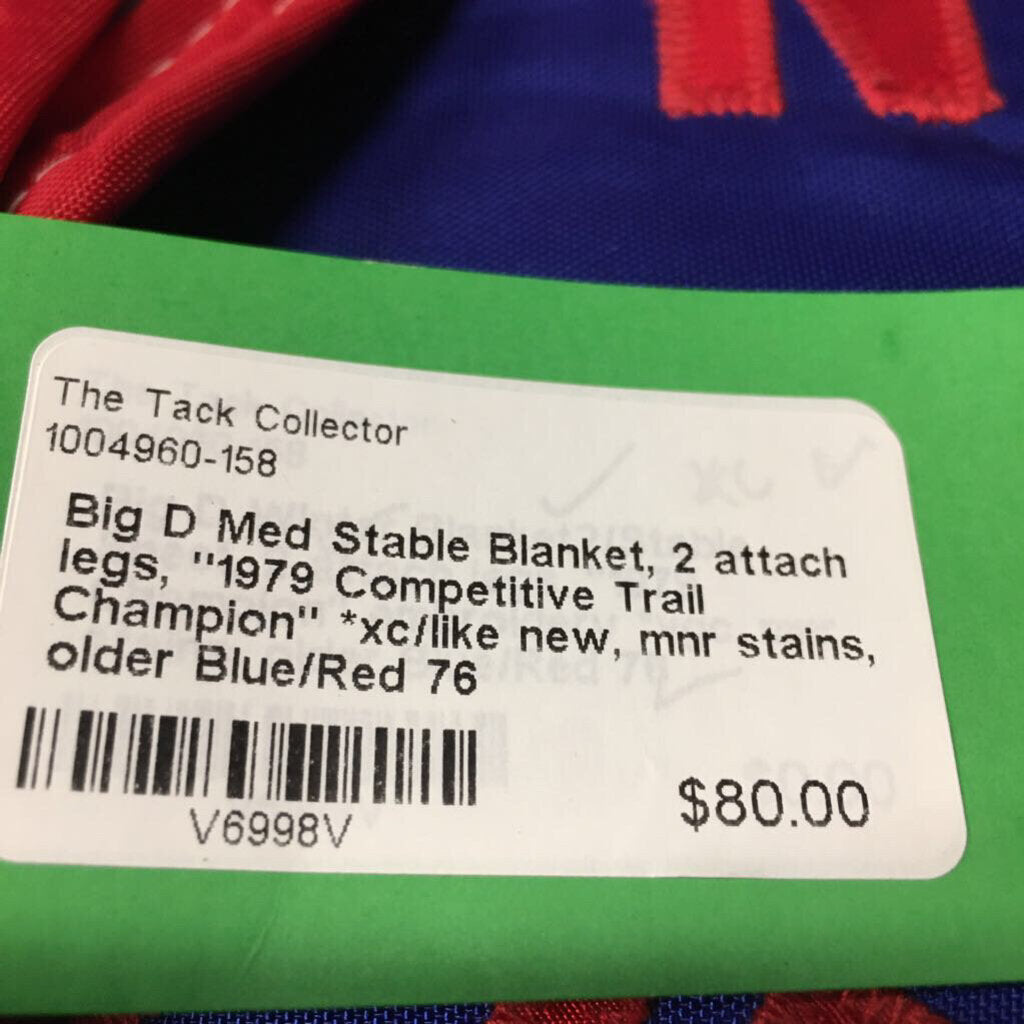 The Tack Collector
1004960-158
Big D Med Stable Blanket, 2 attach
legs, "1979 Competitive Trail
Champion" *xc/like new, mnr stains,
older Blue/Red 76
V6998V
$80.00